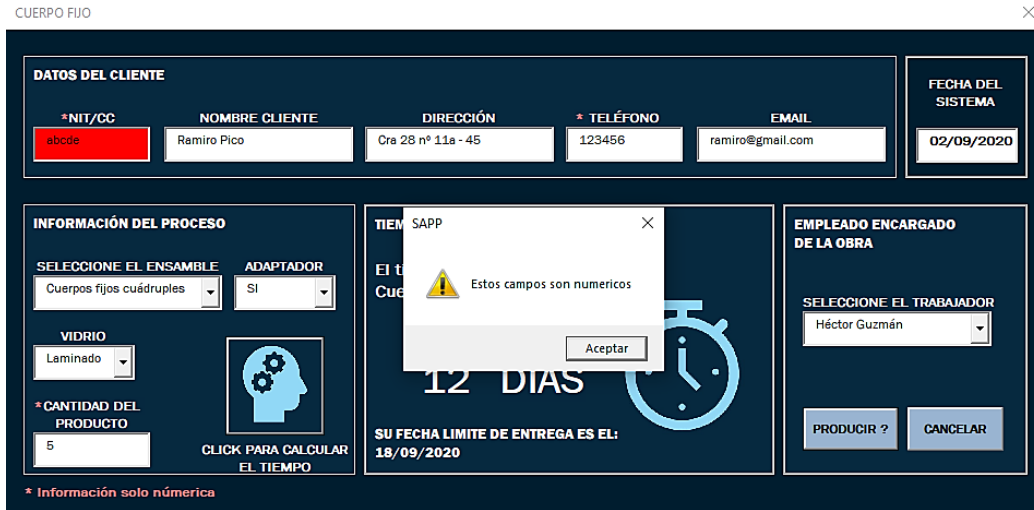 CUERPO FIJO
DATOS DEL CLIENTE
*NIT/CC
NOMBRE CLIENTE
DIRECCIÓN
* TELÉFONO
EMAIL
abcde
Ramiro Pico
Cra 28 nº 11a - 45
123456
ramiro@gmail.com
FECHA DEL
SISTEMA
02/09/2020
INFORMACIÓN DEL PROCESO
SELECCIONE EL ENSAMBLE
ADAPTADOR
Cuerpos fijos cuádruples
SI
VIDRIO
Laminado
*CANTIDAD DEL
PRODUCTO
5
CLICK PARA CALCULAR
EL TIEMPO
TIEM
El ti
Cue
12 DIAS
SU FECHA LIMITE DE ENTREGA ES EL:
18/09/2020
SAPP
Estos campos son numericos
Aceptar
EMPLEADO ENCARGADO
DE LA OBRA
SELECCIONE EL TRABAJADOR
Héctor Guzmán
PRODUCIR ?
CANCELAR
* Información solo númerica